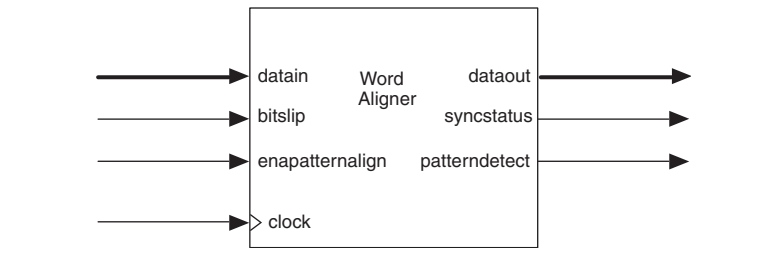 datain
Word
Aligner
dataout
bitslip
syncstatus
enapatternalign
patterndetect
clock